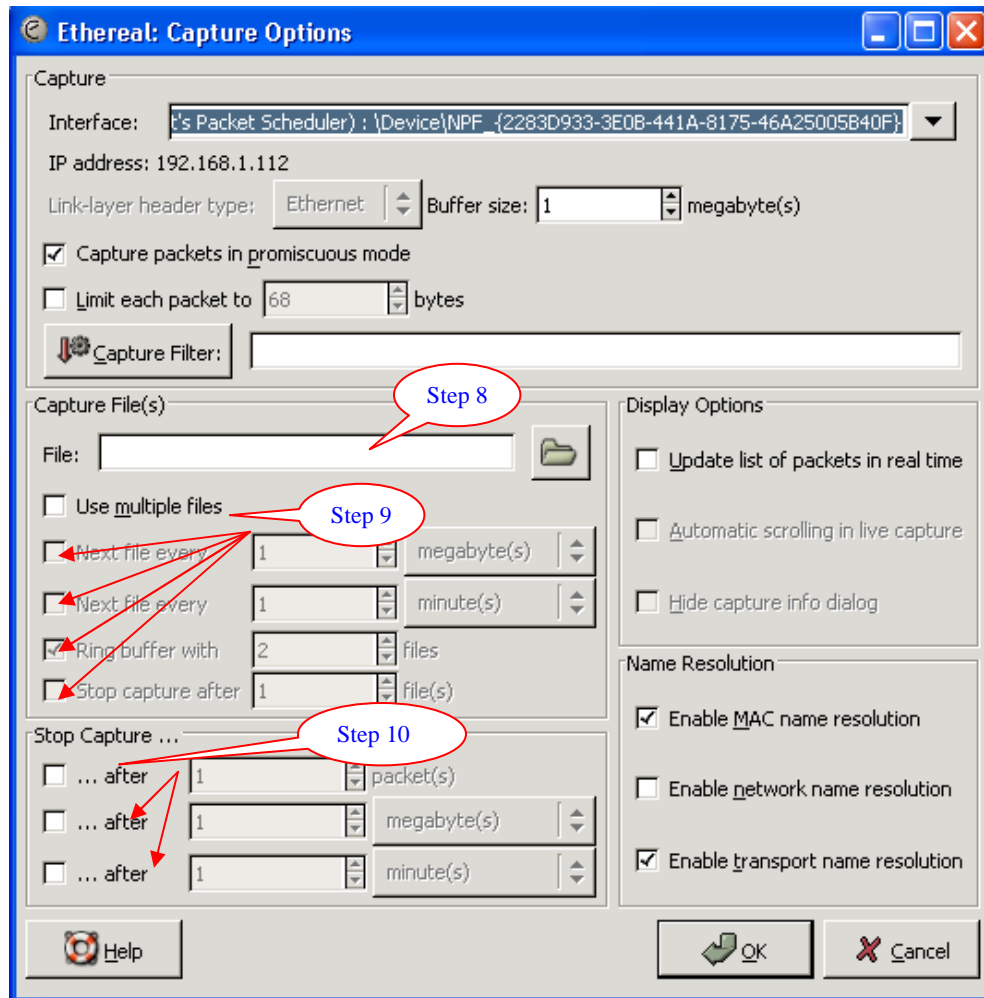 Ethereal: Capture Options
Capture
Interface: t's Packet Scheduler) : \Device\NPF_{2283D933-3E0B-441A-8175-46A25005B40F}
IP address: 192.168.1.112
Link-layer header type: Ethernet Buffer size: 1 megabyte(s)
Capture packets in promiscuous mode
Limit each packet to 68 bytes
Capture Filter:
Step 8
Capture File(s)
File:
Use multiple files
Step 9
Next file every 1 megabyte(s)
Next file every 1 minute(s)
Ring buffer with 2 files
Stop capture after 1 file(s)
Stop Capture ...
Step 10
... after 1 packet(s)
... after 1 megabyte(s)
... after 1 minute(s)
Display Options
Update list of packets in real time
Automatic scrolling in live capture
Hide capture info dialog
Name Resolution
Enable MAC name resolution
Enable network name resolution
Enable transport name resolution
Help
OK
Cancel